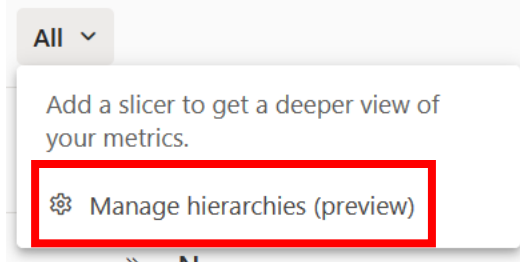 All
Add a slicer to get a deeper view of
your metrics.
Manage hierarchies (preview)